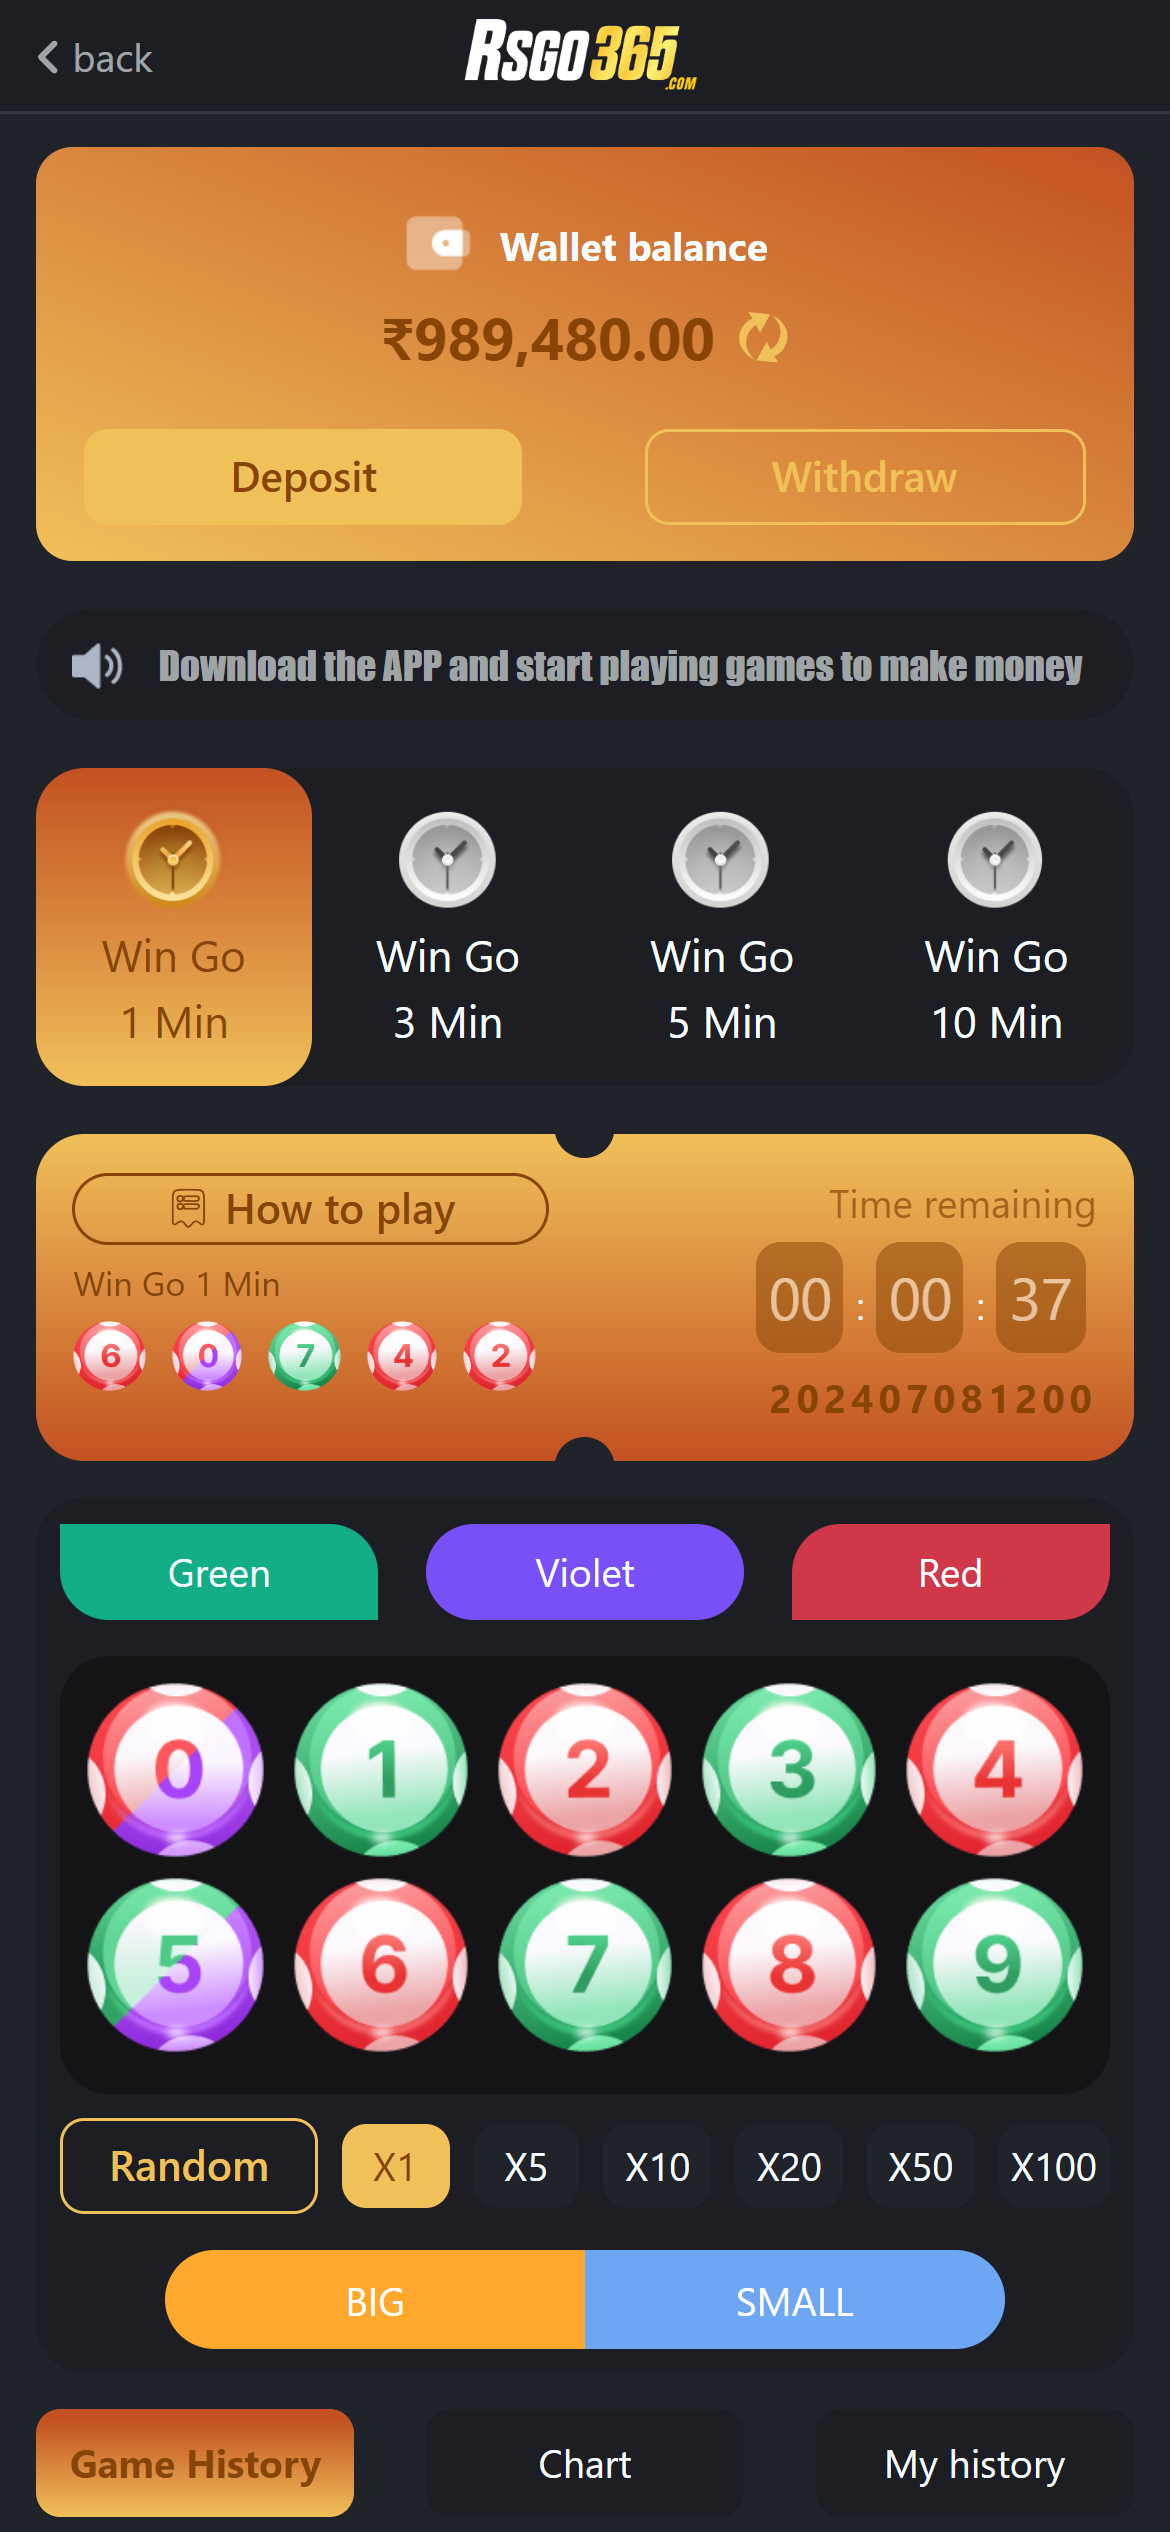 back
RSGO365
.COM
Wallet balance
₹989,480.00
Deposit
Withdraw
Download the APP and start playing games to make money
Win Go
1 Min
Win Go
3 Min
Win Go
5 Min
Win Go
10 Min
How to play
Win Go 1 Min
6 0 7 4 2
Time remaining
00 : 00 : 37
202407081200
Green
Violet
Red
0 1 2 3 4
5 6 7 8 9
Random
X1
X5
X10
X20
X50
X100
BIG
SMALL
Game History
Chart
My history